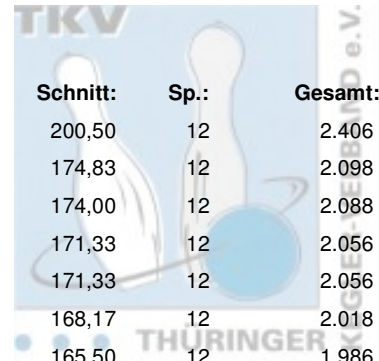 TKV
Schnitt: Sp.: Gesamt:
200,50 12 2.406
174,83 12 2.098
174,00 12 2.088
171,33 12 2.056
171,33 12 2.056
168,17 12 2.018
THÜRINGER
165,50 12 1.986
KEGLER-VERBAND e.V.